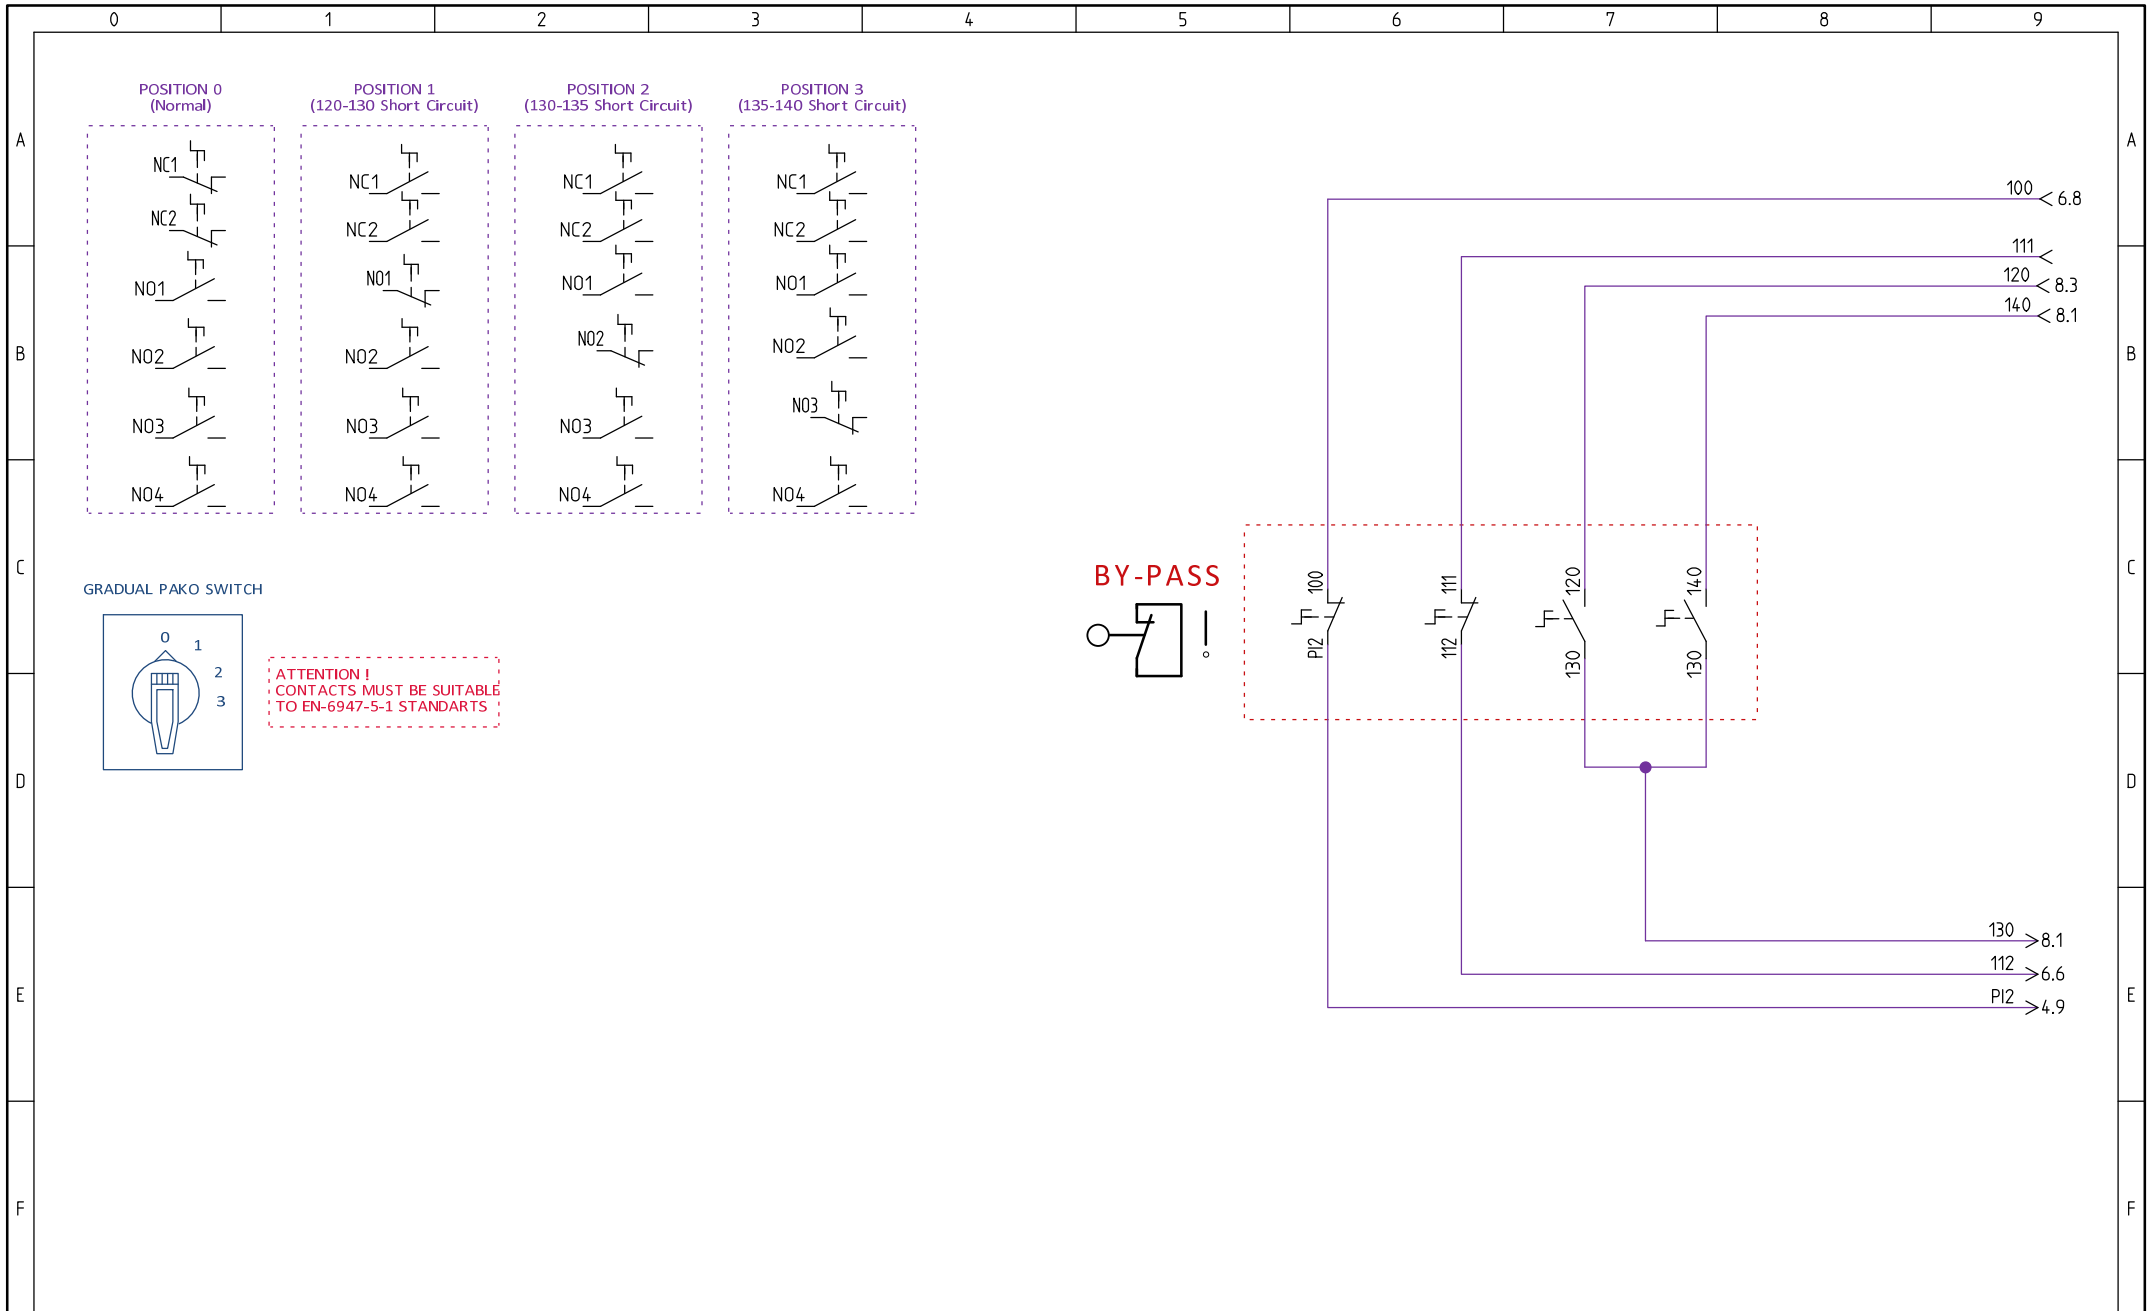 0 1 2 3 4 5 6 7 8 9
POSITION 0
(Normal)
POSITION 1
(120-130 Short Circuit)
POSITION 2
(130-135 Short Circuit)
POSITION 3
(135-140 Short Circuit)
A A
NC1 NC1 NC1 NC1
NC2 NC2 NC2 NC2
100 6.8
111
NO1 NO1 NO1 NO1
120 8.3
140 8.1
B B
NO2 NO2 NO2 NO2
NO3 NO3 NO3 NO3
NO4 NO4 NO4 NO4
C C
BY-PASS
!
100 111 120 140
PI2 112 130 130
GRADUAL PAKO SWITCH
0
1
2
3
ATTENTION !
CONTACTS MUST BE SUITABLE
TO EN-6947-5-1 STANDARTS
D D
130 8.1
112 6.6
PI2 4.9
E E
F F